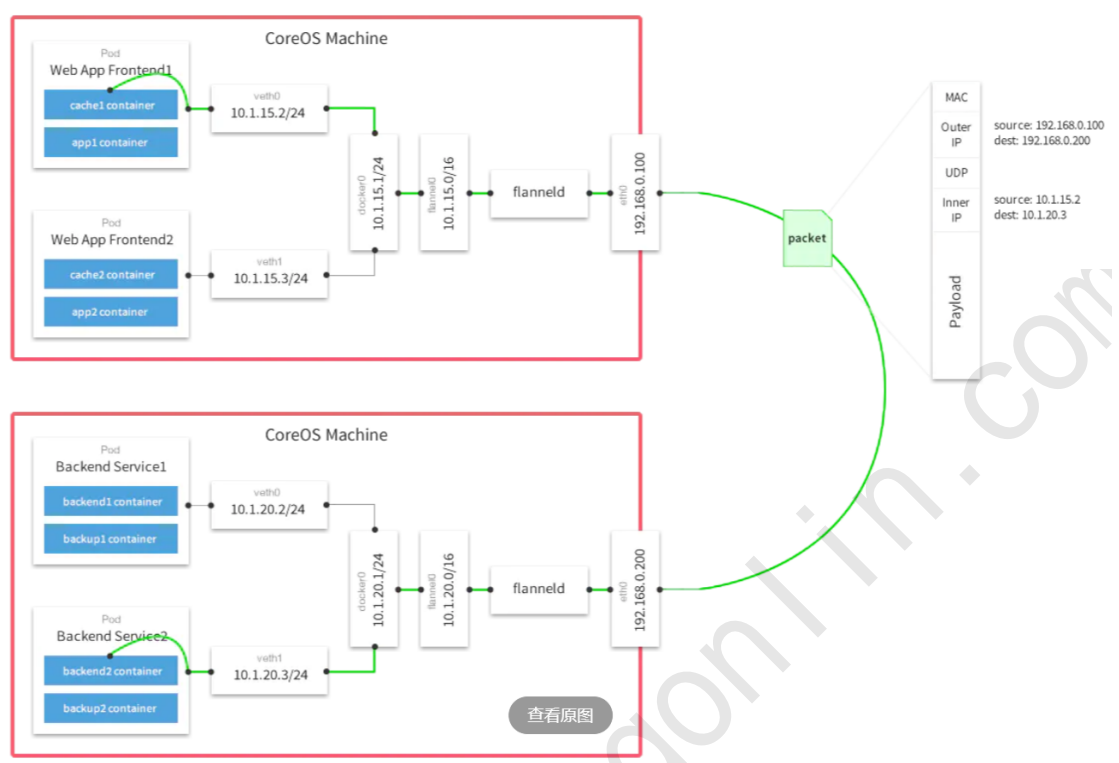 CoreOS Machine
Pod
Web App Frontend1
cache1 container
app1 container
veth0
10.1.15.2/24
Pod
Web App Frontend2
cache2 container
app2 container
veth1
10.1.15.3/24
docker0
10.1.15.1/24
flannel0
10.1.15.0/16
flanneld
eth0
192.168.0.100
packet
MAC
Outer
IP
source: 192.168.0.100
dest: 192.168.0.200
UDP
Inner
IP
source: 10.1.15.2
dest: 10.1.20.3
Payload
CoreOS Machine
Pod
Backend Service1
backend1 container
backup1 container
veth0
10.1.20.2/24
Pod
Backend Service2
backend2 container
backup2 container
veth1
10.1.20.3/24
docker0
10.1.20.1/24
flannel0
10.1.20.0/16
flanneld
eth0
192.168.0.200
查看原图
gonlin.com